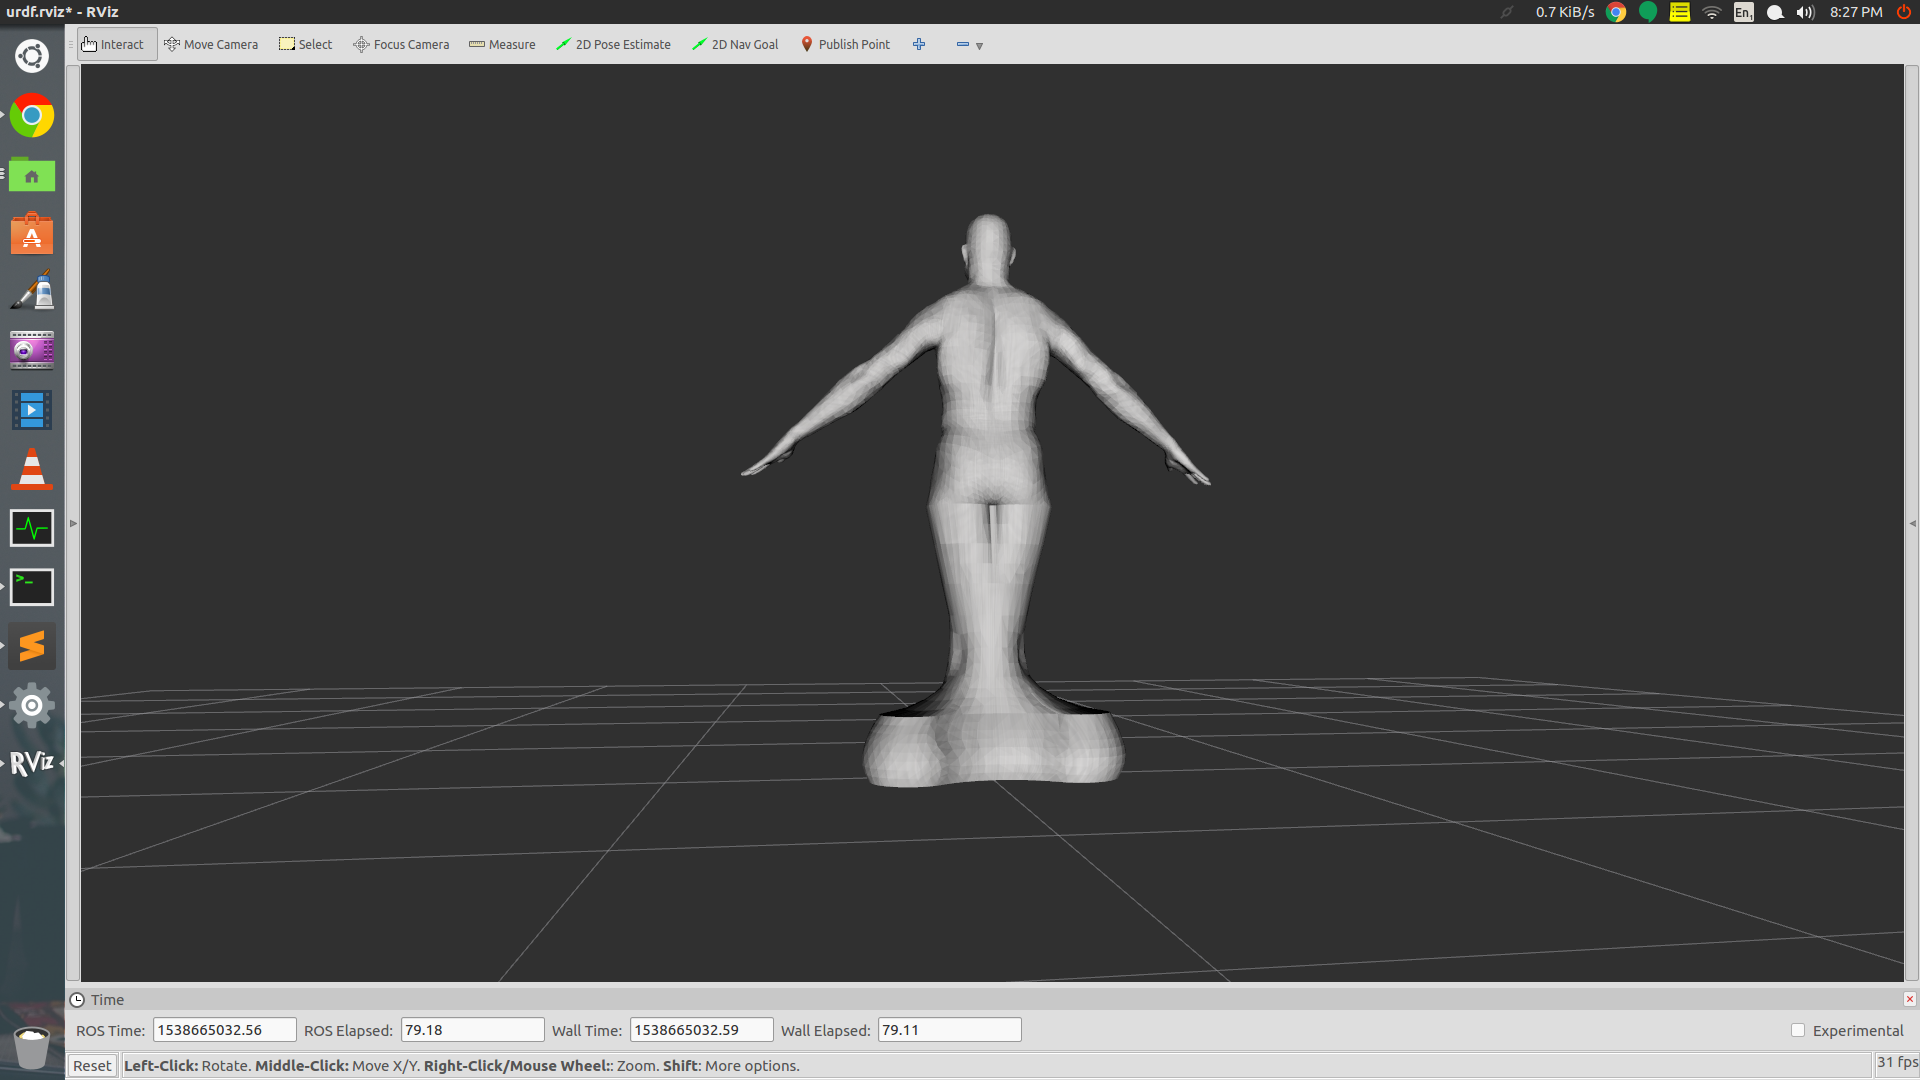 urdf.rviz* - RViz
0.7 KiB/s En1 8:27 PM
Interact Move Camera Select Focus Camera Measure 2D Pose Estimate 2D Nav Goal Publish Point
A
>_
RViz
Time
ROS Time: 1538665032.56 ROS Elapsed: 79.18 Wall Time: 1538665032.59 Wall Elapsed: 79.11 Experimental
Reset Left-Click: Rotate. Middle-Click: Move X/Y. Right-Click/Mouse Wheel:: Zoom. Shift: More options. 31 fps